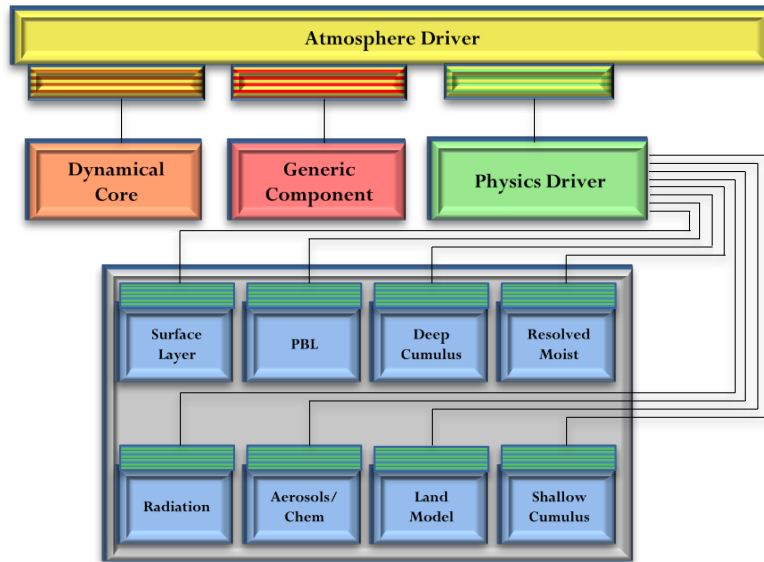 Atmosphere Driver
Dynamical
Core
Generic
Component
Physics Driver
Surface
Layer
PBL
Deep
Cumulus
Resolved
Moist
Radiation
Aerosols/
Chem
Land
Model
Shallow
Cumulus